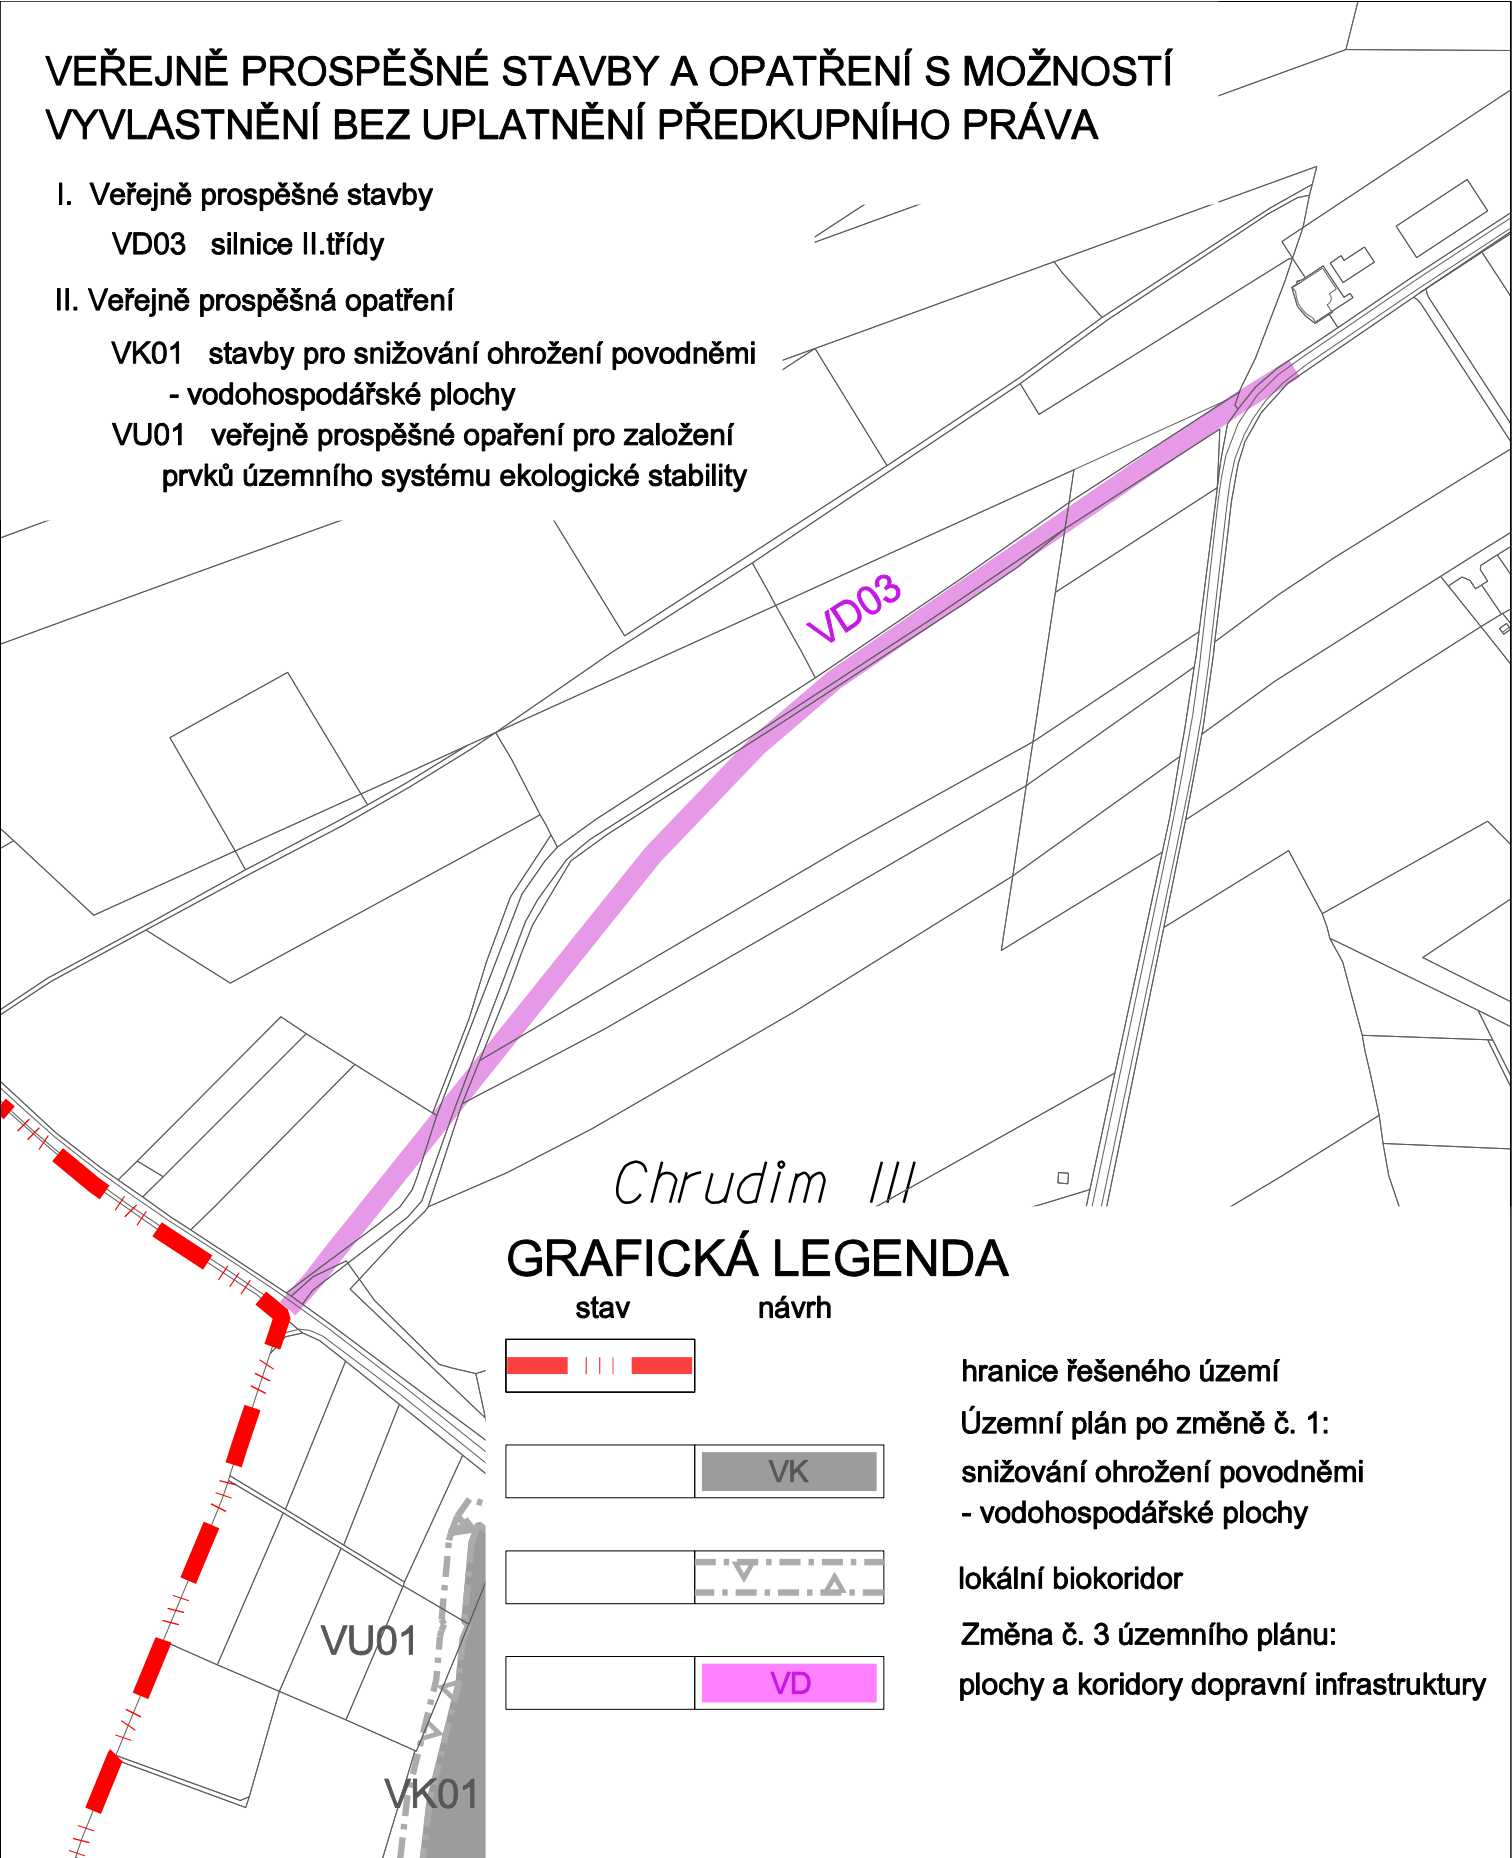 VEŘEJNĚ PROSPĚŠNÉ STAVBY A OPATŘENÍ S MOŽNOSTÍ
VYVLASTNĚNÍ BEZ UPLATNĚNÍ PŘEDKUPNÍHO PRÁVA
I. Veřejně prospěšné stavby
VD03 silnice II.třídy
II. Veřejně prospěšná opatření
VK01 stavby pro snižování ohrožení povodněmi
- vodohospodářské plochy
VU01 veřejně prospěšné opaření pro založení
prvků územního systému ekologické stability
VD03
Chrudim III
GRAFICKÁ LEGENDA
stav návrh
hranice řešeného území
Územní plán po změně č. 1:
VK snižování ohrožení povodněmi
- vodohospodářské plochy
lokální biokoridor
Změna č. 3 územního plánu:
VD plochy a koridory dopravní infrastruktury
VU01
VK01